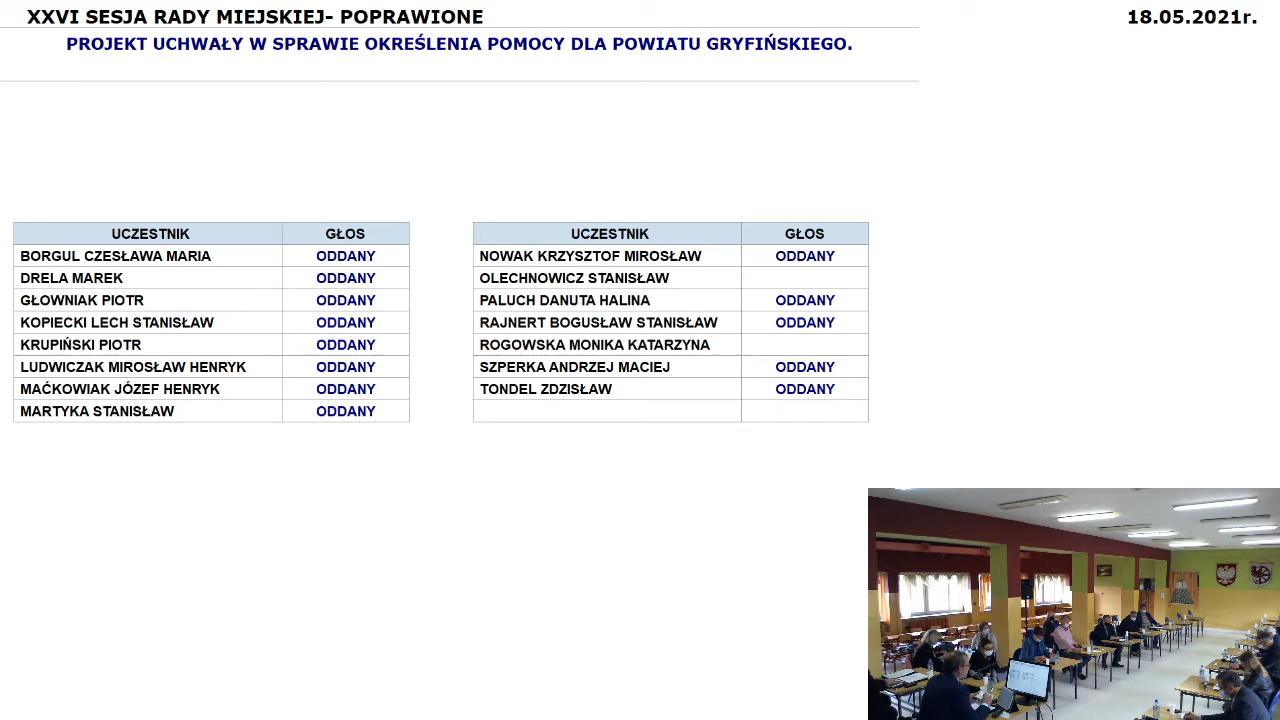 XXVI SESJA RADY MIEJSKIEJ- POPRAWIONE
18.05.2021r.
PROJEKT UCHWAŁY W SPRAWIE OKREŚLENIA POMOCY DLA POWIATU GRYFIŃSKIEGO.
UCZESTNIK GŁOS
BORGUL CZESŁAWA MARIA ODDANY
DRELA MAREK ODDANY
GŁOWNIAK PIOTR ODDANY
KOPIECKI LECH STANISŁAW ODDANY
KRUPIŃSKI PIOTR ODDANY
LUDWICZAK MIROSŁAW HENRYK ODDANY
MAĆKOWIAK JÓZEF HENRYK ODDANY
MARTYKA STANISŁAW ODDANY
UCZESTNIK GŁOS
NOWAK KRZYSZTOF MIROSŁAW ODDANY
OLECHNOWICZ STANISŁAW
PALUCH DANUTA HALINA ODDANY
RAJNERT BOGUSŁAW STANISŁAW ODDANY
ROGOWSKA MONIKA KATARZYNA
SZPERKA ANDRZEJ MACIEJ ODDANY
TONDEL ZDZISŁAW ODDANY